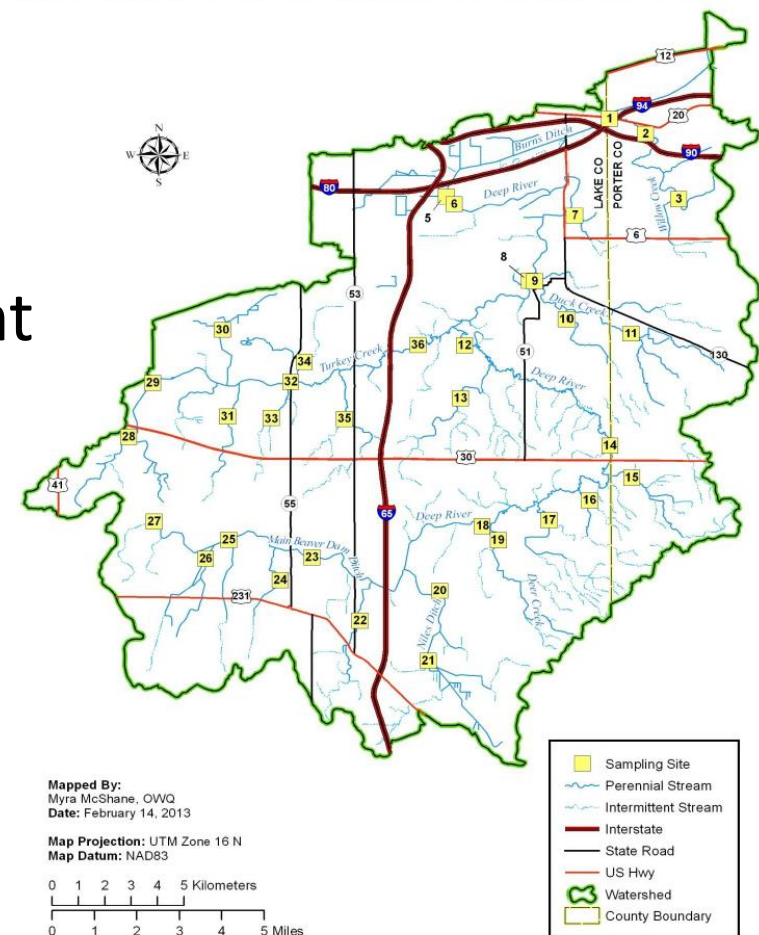 nt
12
94
1
20
2
N
W E
S
Burns Ditch
90
80
LAKE CO
PORTER CO
Deep River
Willow Creek
3
5
6
7
6
8
9
53
Duck Creek
10
11
30
34
36
12
51
130
Turkey Creek
29
32
Deep River
13
31
33
35
28
14
30
41
15
55
65
16
27
Deep River
17
25
18
19
Main Beaver Dam Ditch
26
23
24
20
Deer Creek
231
22
Niles Ditch
21
Mapped By:
Myra McShane, OWQ
Date: February 14, 2013
Map Projection: UTM Zone 16 N
Map Datum: NAD83
0 1 2 3 4 5 Kilometers
0 1 2 3 4 5 Miles
Sampling Site
Perennial Stream
Intermittent Stream
Interstate
State Road
US Hwy
Watershed
County Boundary